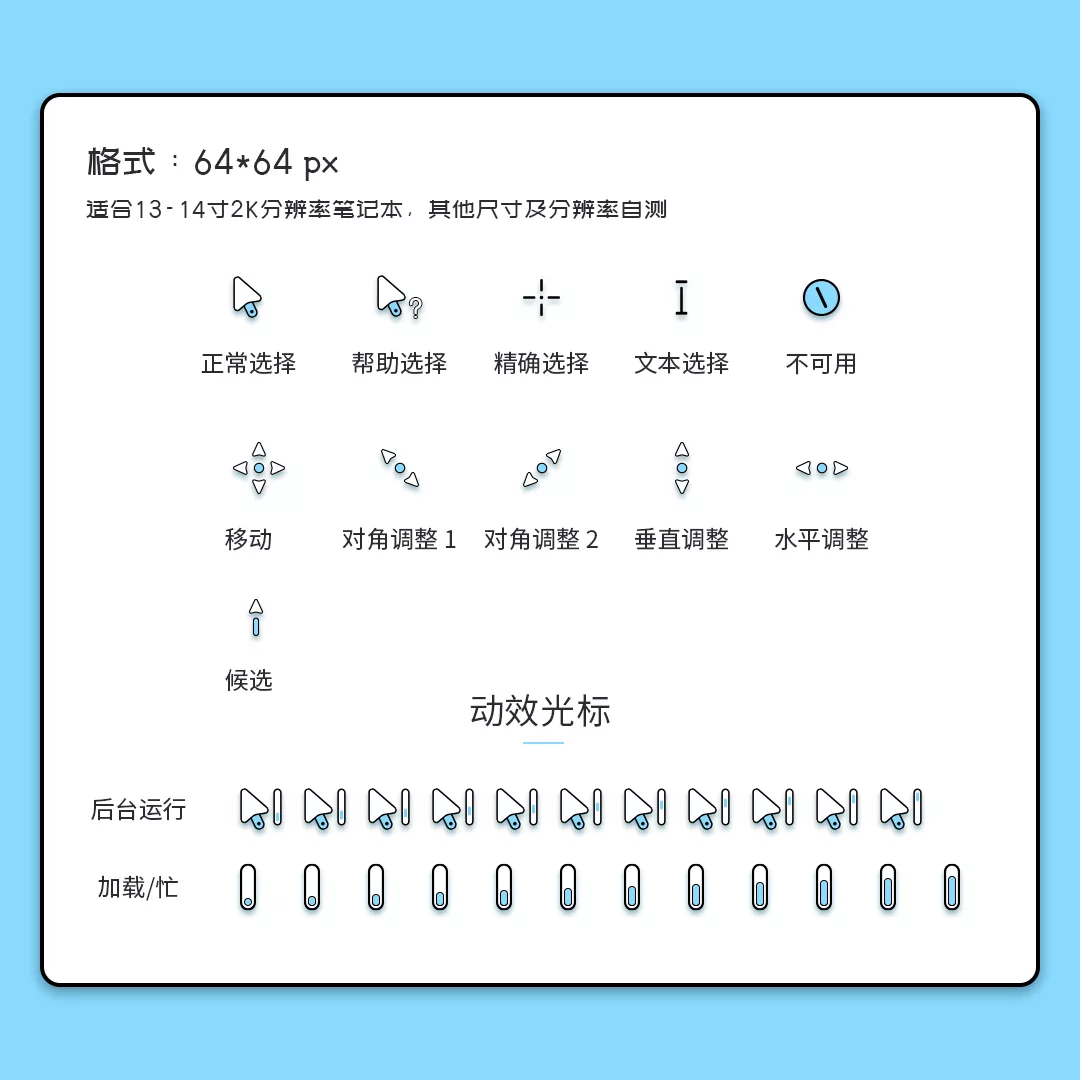 格式：64*64 px
适合13-14寸2K分辨率笔记本，其他尺寸及分辨率自测
正常选择 帮助选择 精确选择 文本选择 不可用
移动 对角调整 1 对角调整 2 垂直调整 水平调整
候选
动效光标
后台运行
加载/忙